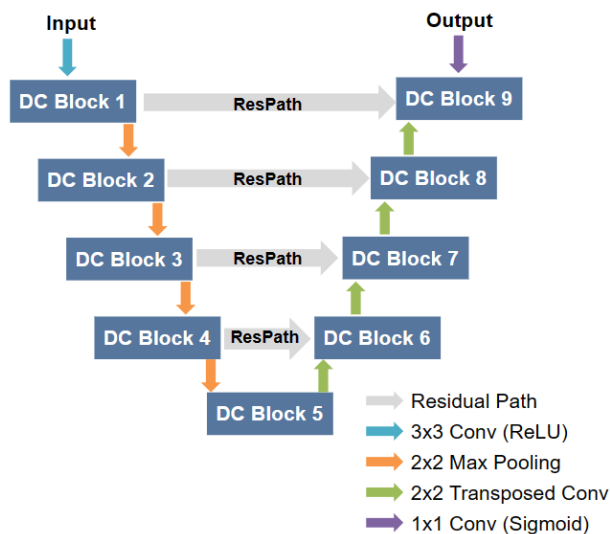 Input
Output
DC Block 1
ResPath
DC Block 9
DC Block 2
ResPath
DC Block 8
DC Block 3
ResPath
DC Block 7
DC Block 4
ResPath
DC Block 6
DC Block 5
Residual Path
3x3 Conv (ReLU)
2x2 Max Pooling
2x2 Transposed Conv
1x1 Conv (Sigmoid)